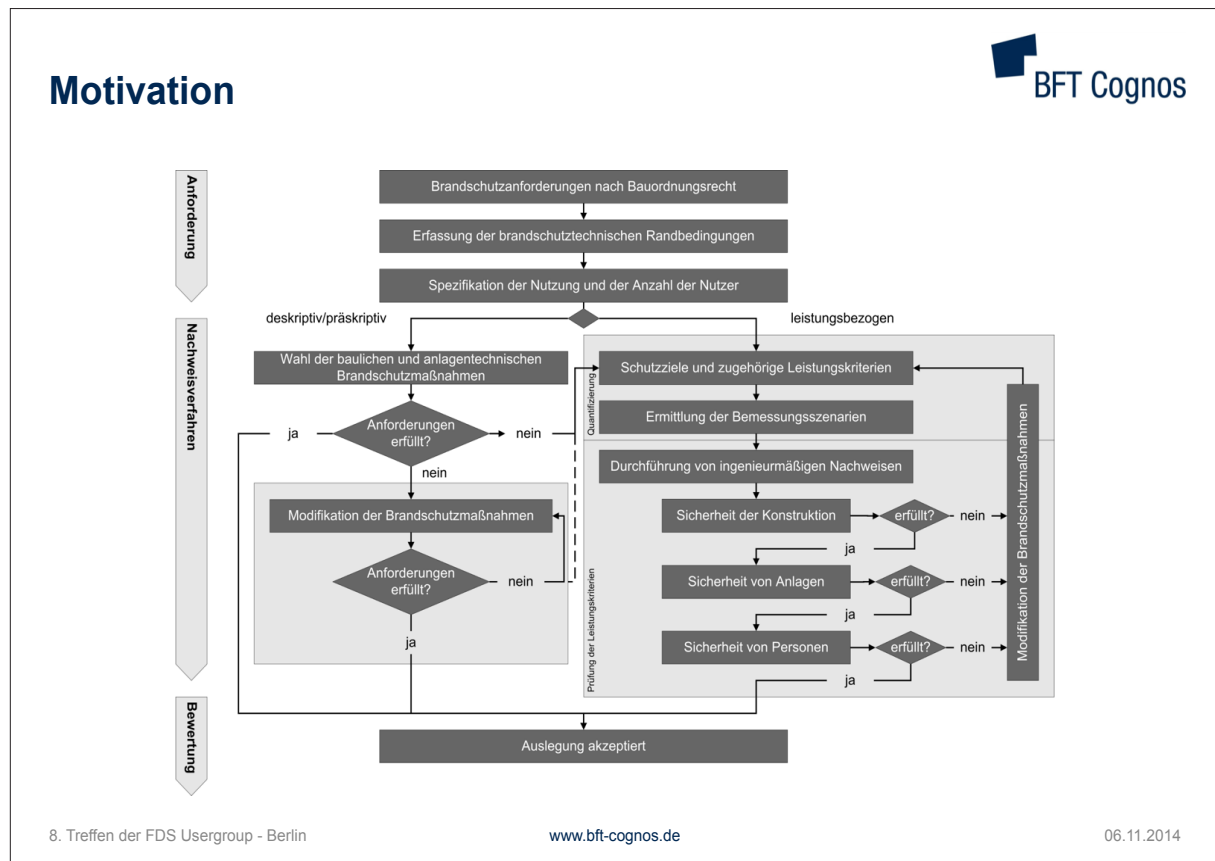 Motivation
BFT Cognos
Anforderung
Brandschutzanforderungen nach Bauordnungsrecht
Erfassung der brandschutztechnischen Randbedingungen
Spezifikation der Nutzung und der Anzahl der Nutzer
Nachweisverfahren
deskriptiv/präskriptiv
leistungsbezogen
Wahl der baulichen und anlagentechnischen
Brandschutzmaßnahmen
Anforderungen
erfüllt?
ja
nein
nein
Modifikation der Brandschutzmaßnahmen
Anforderungen
erfüllt?
nein
ja
Quantifizierung
Schutzziele und zugehörige Leistungskriterien
Ermittlung der Bemessungsszenarien
Prüfung der Leistungskriterien
Durchführung von ingenieurmäßigen Nachweisen
Sicherheit der Konstruktion
erfüllt?
nein
ja
Sicherheit von Anlagen
erfüllt?
nein
ja
Sicherheit von Personen
erfüllt?
nein
ja
Modifikation der Brandschutzmaßnahmen
Bewertung
Auslegung akzeptiert
8. Treffen der FDS Usergroup - Berlin
www.bft-cognos.de
06.11.2014